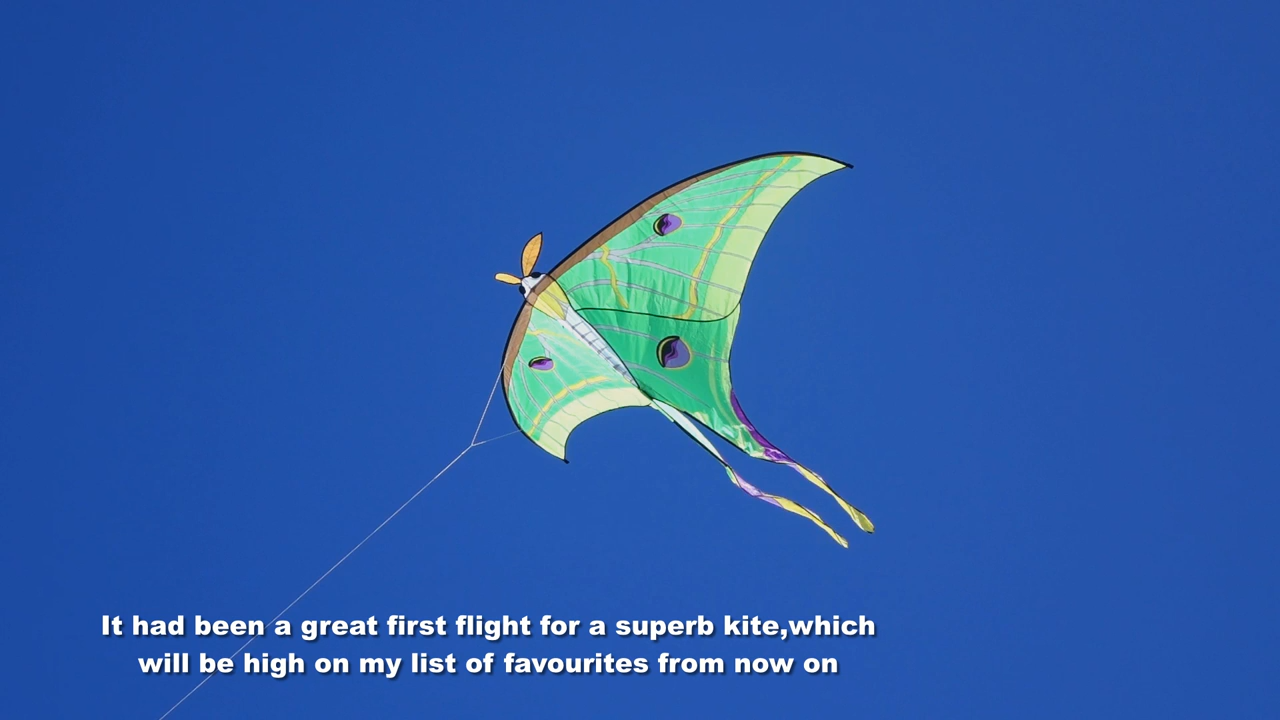 It had been a great first flight for a superb kite,which
will be high on my list of favourites from now on